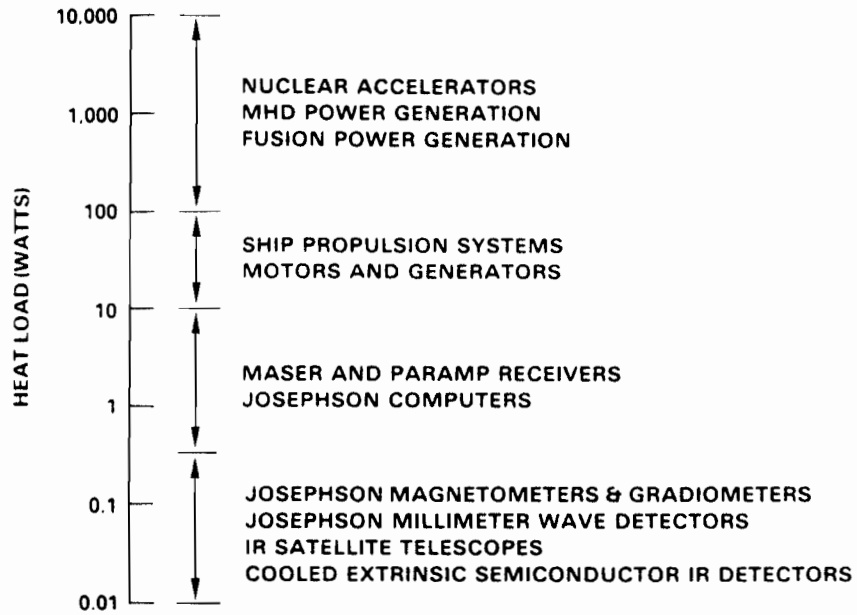 10,000
NUCLEAR ACCELERATORS
1,000
MHD POWER GENERATION
FUSION POWER GENERATION
HEAT LOAD (WATTS)
100
SHIP PROPULSION SYSTEMS
MOTORS AND GENERATORS
10
MASER AND PARAMP RECEIVERS
1
JOSEPHSON COMPUTERS
JOSEPHSON MAGNETOMETERS & GRADIOMETERS
0.1
JOSEPHSON MILLIMETER WAVE DETECTORS
IR SATELLITE TELESCOPES
COOLED EXTRINSIC SEMICONDUCTOR IR DETECTORS
0.01